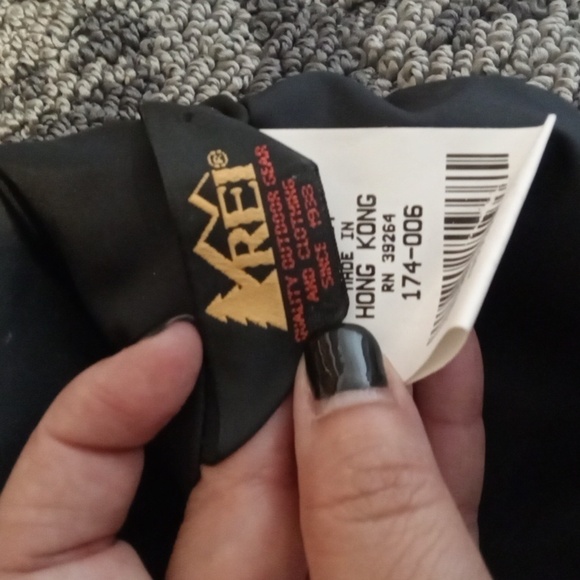 REI®
QUALITY OUTDOOR GEAR
AND CLOTHING
SINCE 1938
MADE IN
HONG KONG
RN 39264
174-006